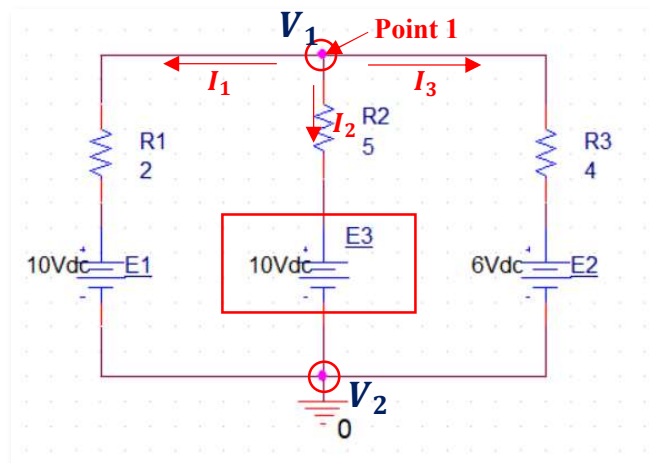 V₁
Point 1
I₁
I₃
I₂
R2
5
R1
2
R3
4
+
10Vdc
E1
-
E3
+
10Vdc
-
+
6Vdc
E2
-
V₂
0